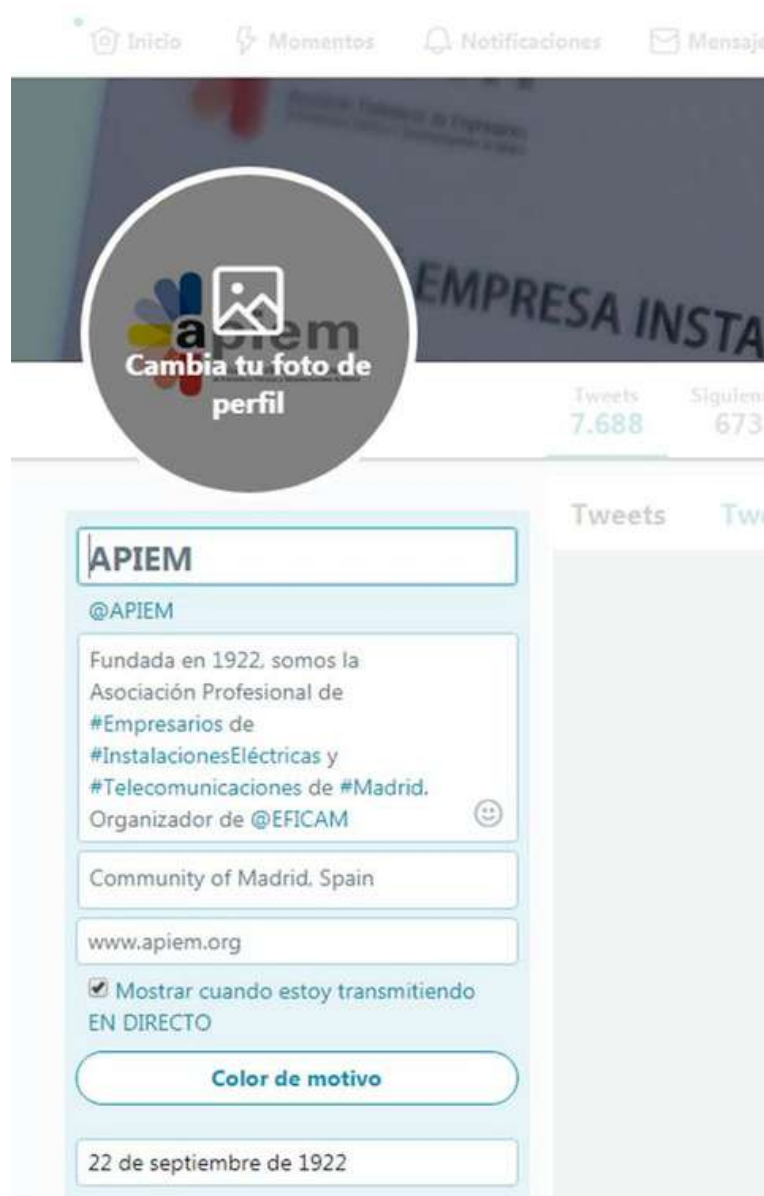 Inicio
Momentos
Notificaciones
EMPRESA
apiem
Cambia tu foto de
perfil
Tweets
7.688
673
Tweets
APIEM
@APIEM
Fundada en 1922, somos la
Asociación Profesional de
#Empresarios de
#InstalacionesEléctricas y
#Telecomunicaciones de #Madrid.
Organizador de @EFICAM
Community of Madrid, Spain
www.apiem.org
Mostrar cuando estoy transmitiendo
EN DIRECTO
Color de motivo
22 de septiembre de 1922